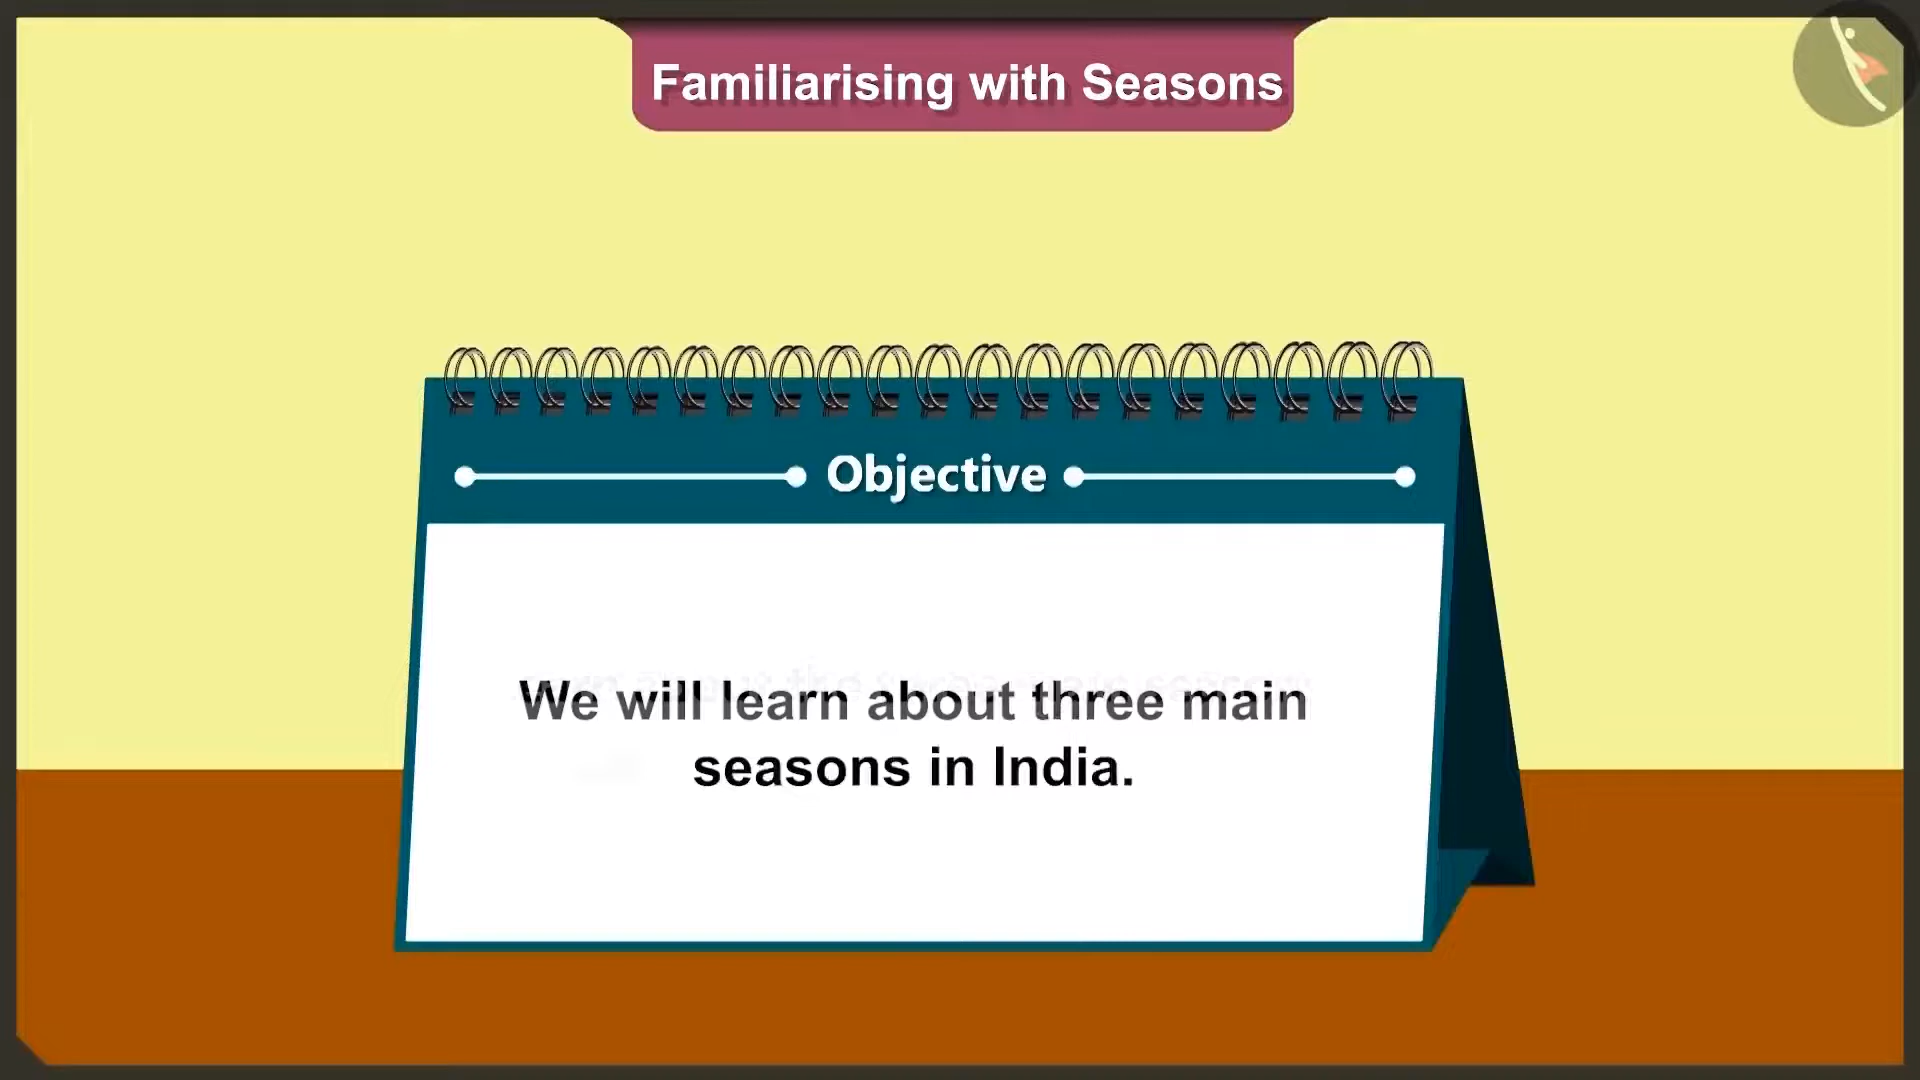 Familiarising with Seasons
Objective
We will learn about three main
seasons in India.